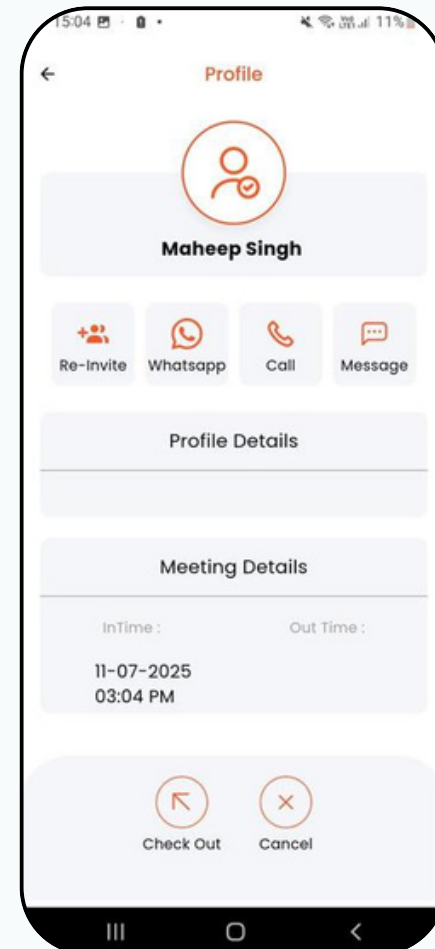 15:04
11%
Profile
Maheep Singh
Re-Invite Whatsapp Call Message
Profile Details
Meeting Details
InTime : Out Time :
11-07-2025
03:04 PM
Check Out Cancel